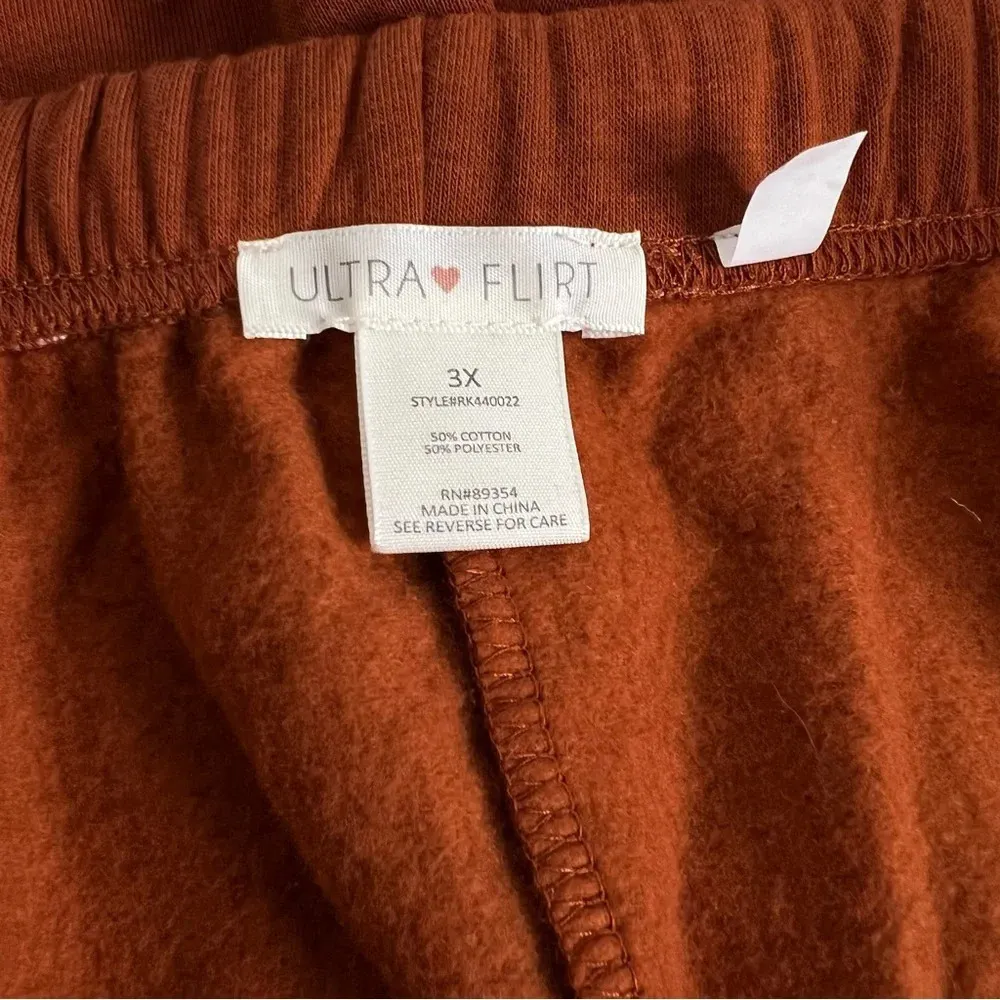 ULTRA FLIRT
3X
STYLE#RK440022
50% COTTON
50% POLYESTER
RN#89354
MADE IN CHINA
SEE REVERSE FOR CARE